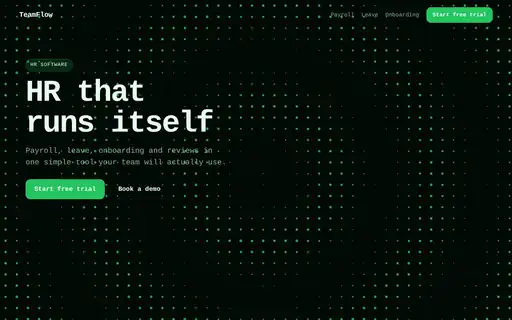 TeamFlow
Payroll Leave Onboarding Start free trial
HR SOFTWARE
HR that
runs itself
Payroll, leave, onboarding and reviews in
one simple tool your team will actually use.
Start free trial Book a demo